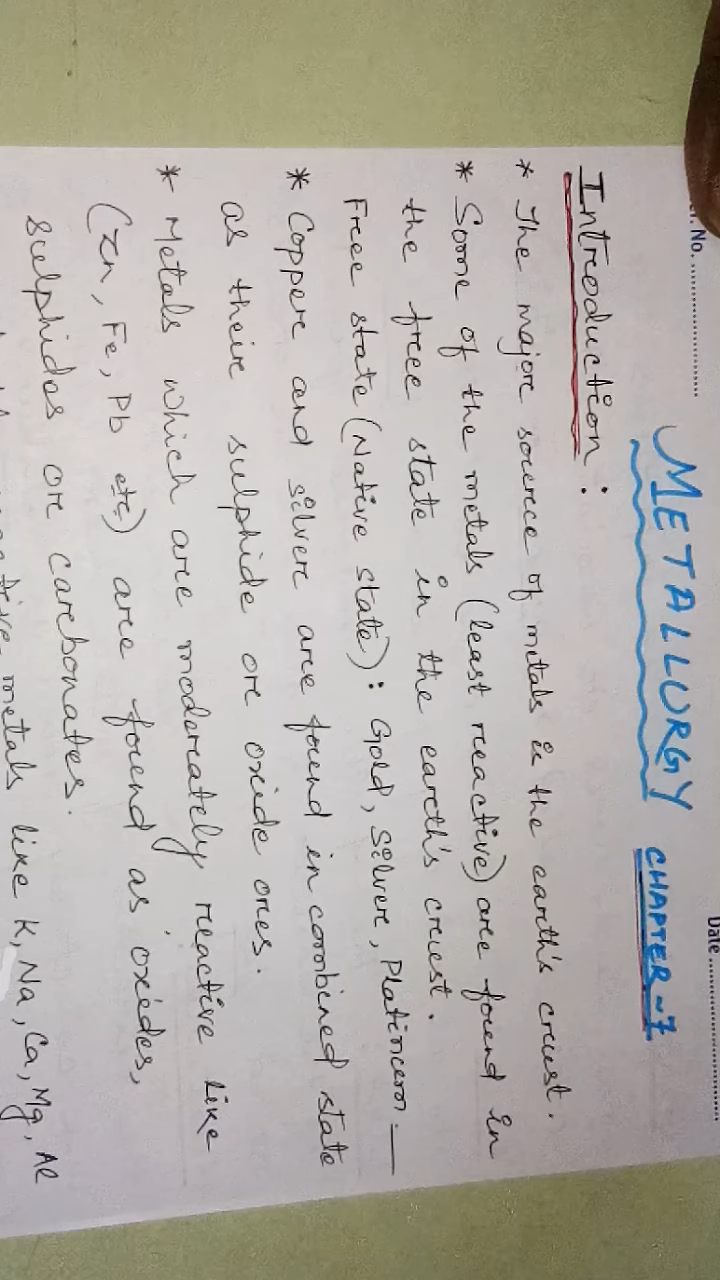 Date ....................
. No. ....................
METALLURGY CHAPTER-7
Introduction :
* The major source of metals is the earth's crust.
* Some of the metals (least reactive) are found in
the free state in the earth's crust.
Free state (Native state): Gold, Silver, Platinum —
* Copper and silver are found in combined state
as their sulphide or oxide ores.
* Metals which are moderately reactive like
(Zn, Fe, Pb etc) are found as oxides,
sulphides or carbonates.
metals like K, Na, Ca, Mg, Al